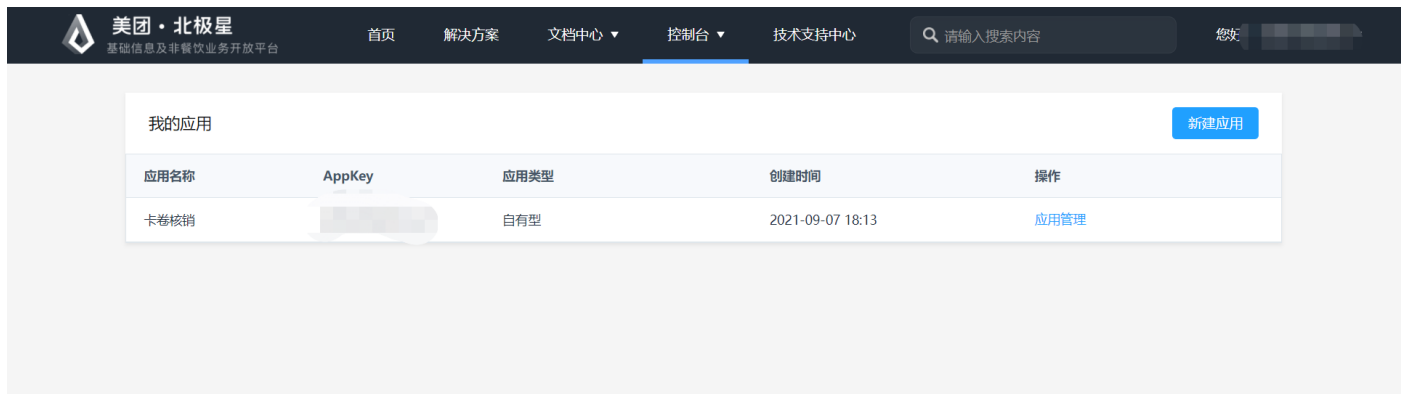 美团·北极星
基础信息及非餐饮业务开放平台
首页 解决方案 文档中心 ▼ 控制台 ▼ 技术支持中心 请输入搜索内容 您好
我的应用 新建应用
应用名称 AppKey 应用类型 创建时间 操作
卡卷核销 自有型 2021-09-07 18:13 应用管理